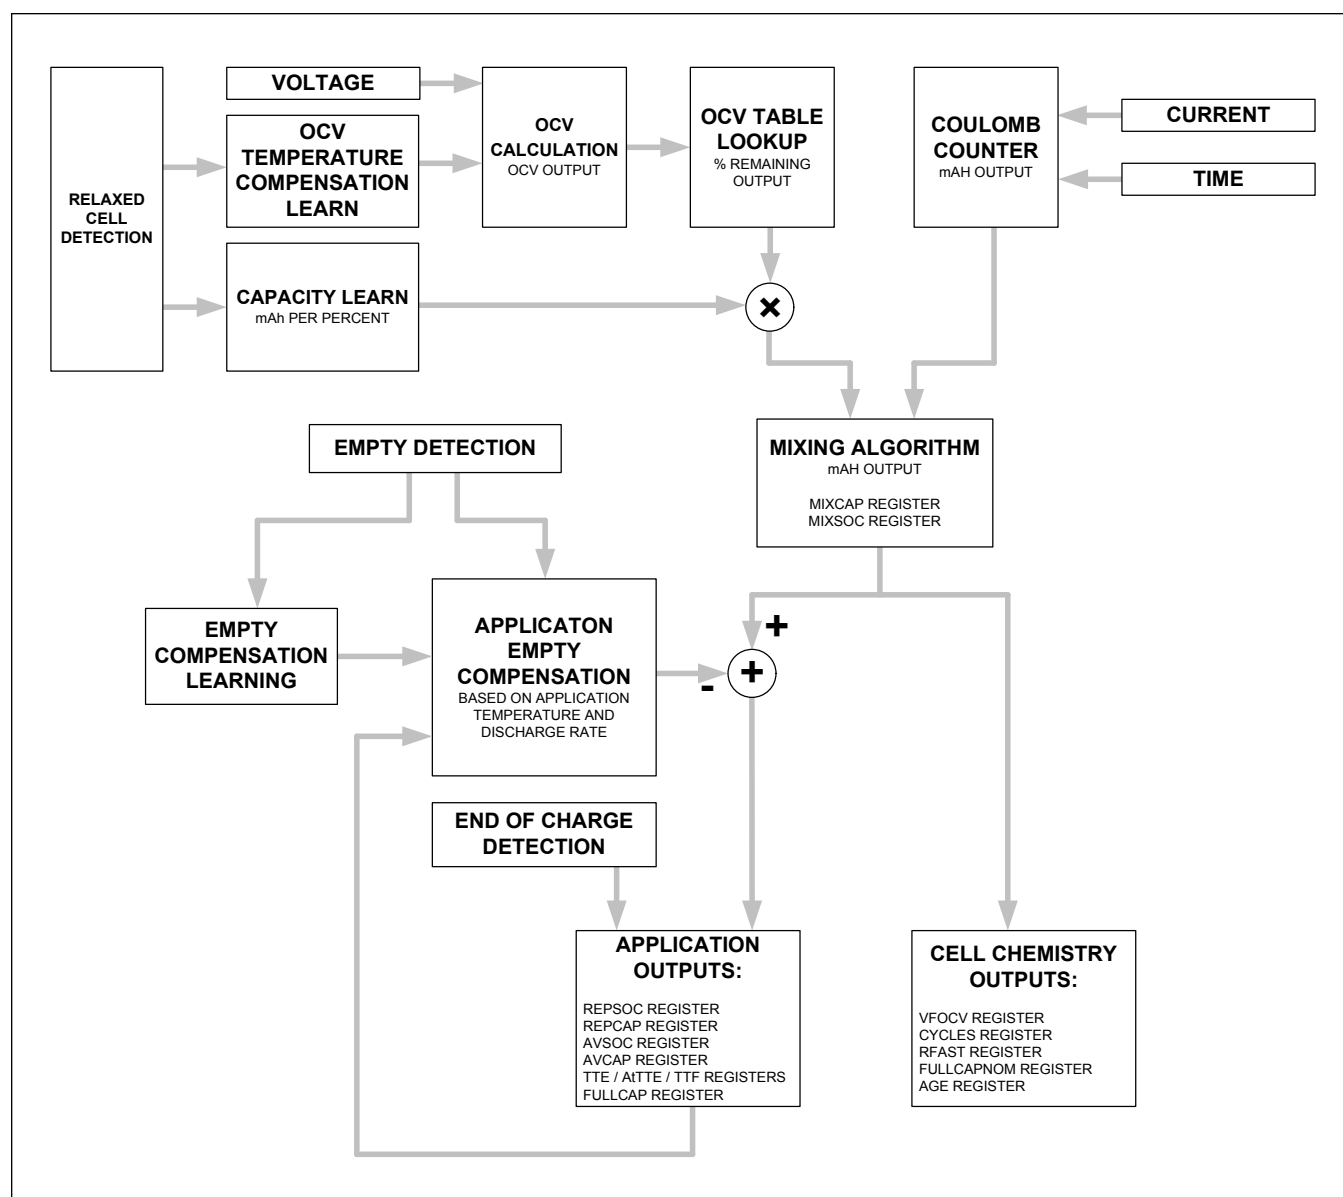 RELAXED
CELL
DETECTION
VOLTAGE
OCV
TEMPERATURE
COMPENSATION
LEARN
CAPACITY LEARN
mAh PER PERCENT
OCV
CALCULATION
OCV OUTPUT
OCV TABLE
LOOKUP
% REMAINING
OUTPUT
COULOMB
COUNTER
mAH OUTPUT
CURRENT
TIME
×
MIXING ALGORITHM
mAH OUTPUT
MIXCAP REGISTER
MIXSOC REGISTER
EMPTY DETECTION
EMPTY
COMPENSATION
LEARNING
APPLICATON
EMPTY
COMPENSATION
BASED ON APPLICATION
TEMPERATURE AND
DISCHARGE RATE
+
+
-
END OF CHARGE
DETECTION
APPLICATION
OUTPUTS:
REPSOC REGISTER
REPCAP REGISTER
AVSOC REGISTER
AVCAP REGISTER
TTE / AtTTE / TTF REGISTERS
FULLCAP REGISTER
CELL CHEMISTRY
OUTPUTS:
VFOCV REGISTER
CYCLES REGISTER
RFAST REGISTER
FULLCAPNOM REGISTER
AGE REGISTER